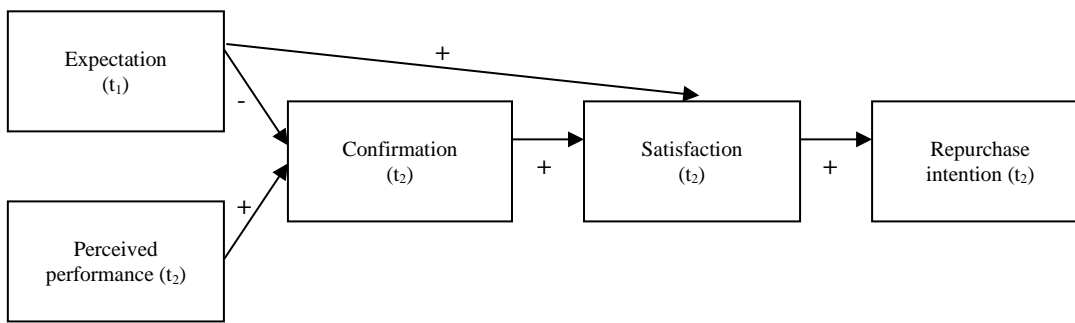 Expectation
(t₁)
+
-
Confirmation
(t₂)
+
Satisfaction
(t₂)
+
Repurchase
intention (t₂)
+
Perceived
performance (t₂)